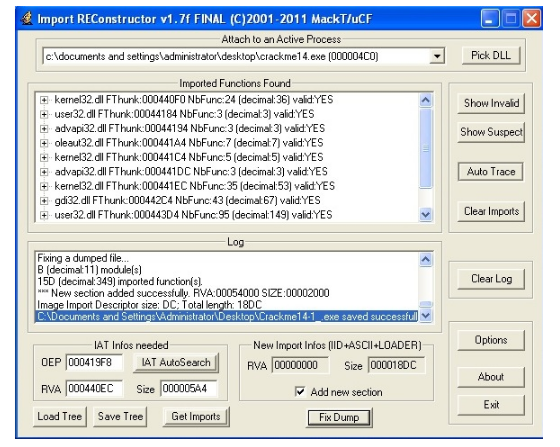 Import REConstructor v1.7f FINAL (C)2001-2011 MackT/uCF
Attach to an Active Process
c:\documents and settings\administrator\desktop\crackme14.exe (000004C0)
Pick DLL
Imported Functions Found
kernel32.dll FThunk:000440F0 NbFunc:24 (decimal:36) valid:YES
user32.dll FThunk:00044184 NbFunc:3 (decimal:3) valid:YES
advapi32.dll FThunk:00044194 NbFunc:3 (decimal:3) valid:YES
oleaut32.dll FThunk:000441A4 NbFunc:7 (decimal:7) valid:YES
kernel32.dll FThunk:000441C4 NbFunc:5 (decimal:5) valid:YES
advapi32.dll FThunk:000441DC NbFunc:3 (decimal:3) valid:YES
kernel32.dll FThunk:000441EC NbFunc:35 (decimal:53) valid:YES
gdi32.dll FThunk:000442C4 NbFunc:43 (decimal:67) valid:YES
user32.dll FThunk:000443D4 NbFunc:95 (decimal:149) valid:YES
Show Invalid
Show Suspect
Auto Trace
Clear Imports
Log
Fixing a dumped file...
B (decimal:11) module(s)
15D (decimal:349) imported function(s).
*** New section added successfully. RVA:00054000 SIZE:00002000
Image Import Descriptor size: DC; Total length: 18DC
C:\Documents and Settings\Administrator\Desktop\Crackme14-1_.exe saved successfull
Clear Log
IAT Infos needed
OEP 000419F8 IAT AutoSearch
RVA 000440EC Size 000005A4
New Import Infos (IID+ASCII+LOADER)
RVA 00000000 Size 000018DC
Add new section
Load Tree Save Tree Get Imports Fix Dump
Options
About
Exit